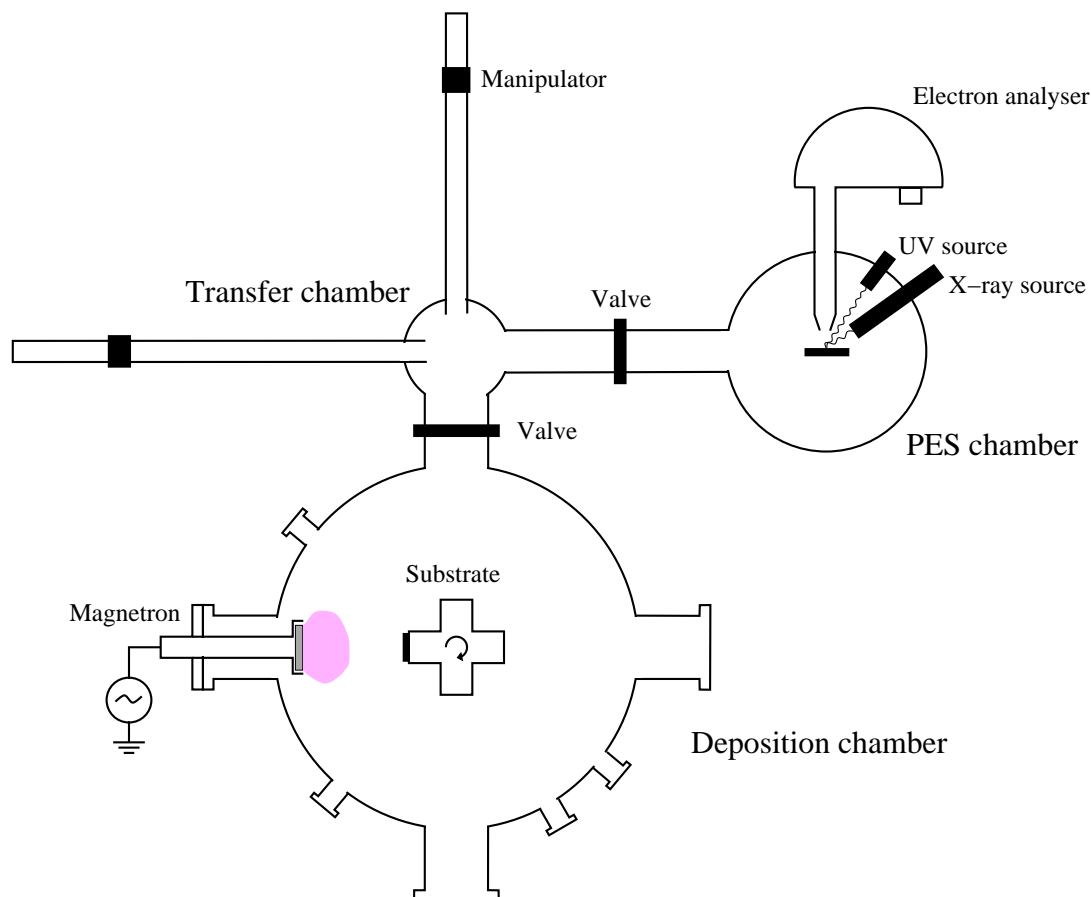 Manipulator
Electron analyser
UV source
X−ray source
Transfer chamber
Valve
Valve
PES chamber
Substrate
Magnetron
Deposition chamber